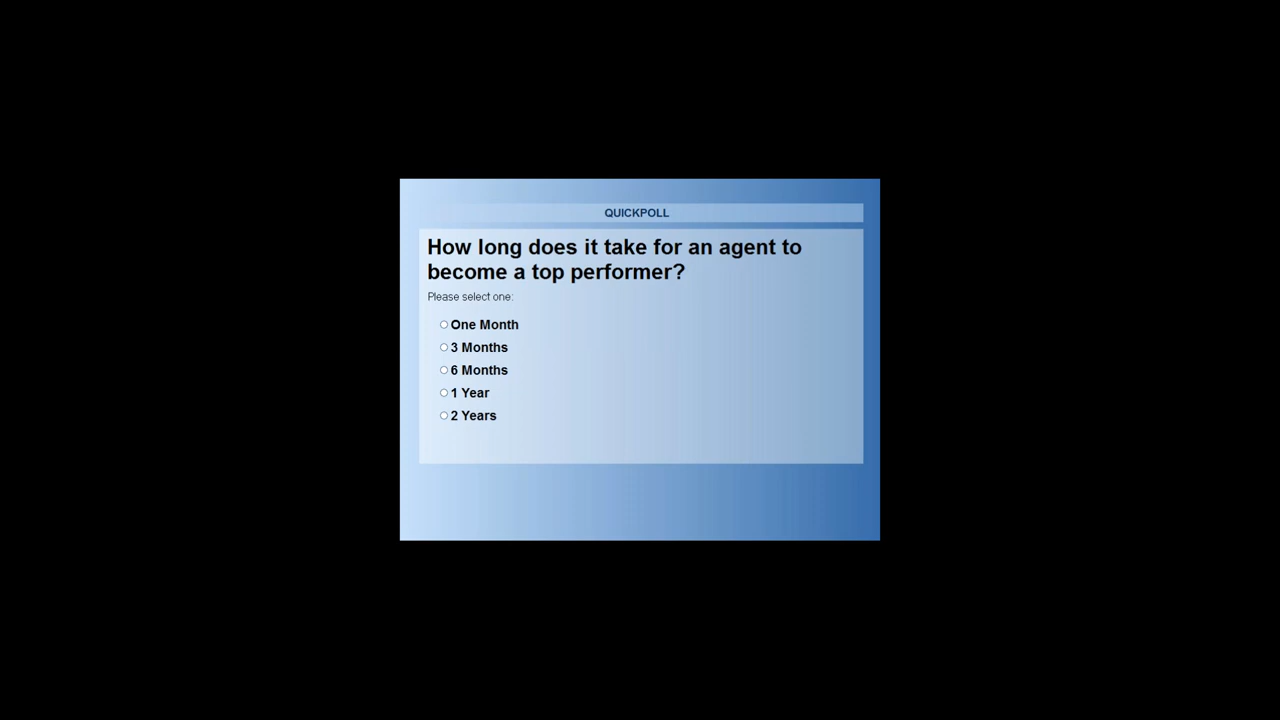 QUICKPOLL
How long does it take for an agent to
become a top performer?
Please select one:
One Month
3 Months
6 Months
1 Year
2 Years